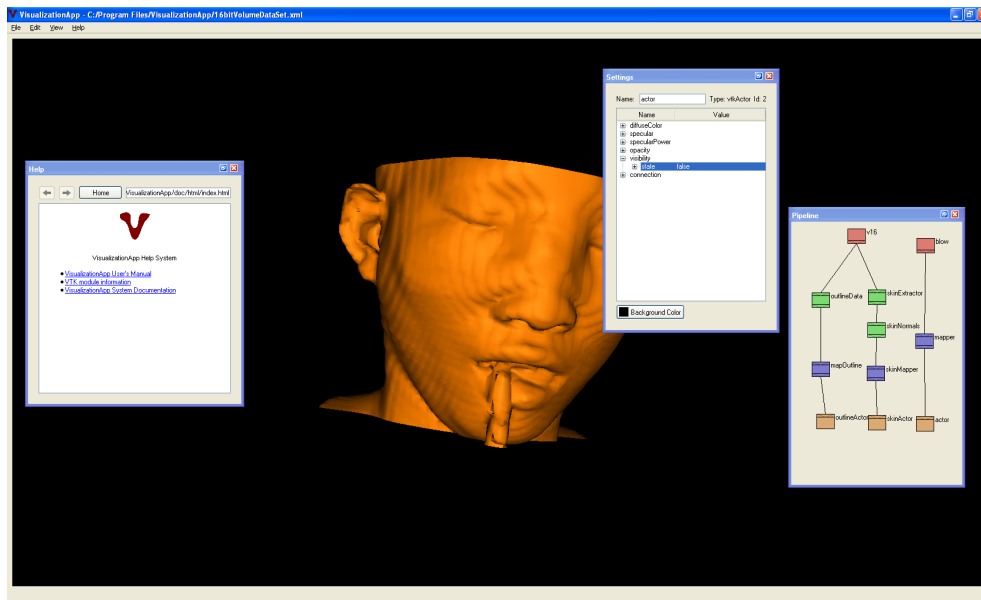 VisualizationApp - C:/Program Files/VisualizationApp/16bitVolumeDataSet.xml
File Edit View Help
Settings
Name: actor Type: vtkActor Id: 2
Name Value
diffuseColor
specular
specularPower
opacity
visibility
state false
connection
Background Color
Help
Home VisualizationApp/doc/html/index.html
VisualizationApp Help System
VisualizationApp User's Manual
VTK module information
VisualizationApp System Documentation
Pipeline
v16
blow
outlineData
skinExtractor
skinNormals
mapper
mapOutline
skinMapper
outlineActor
skinActor
actor